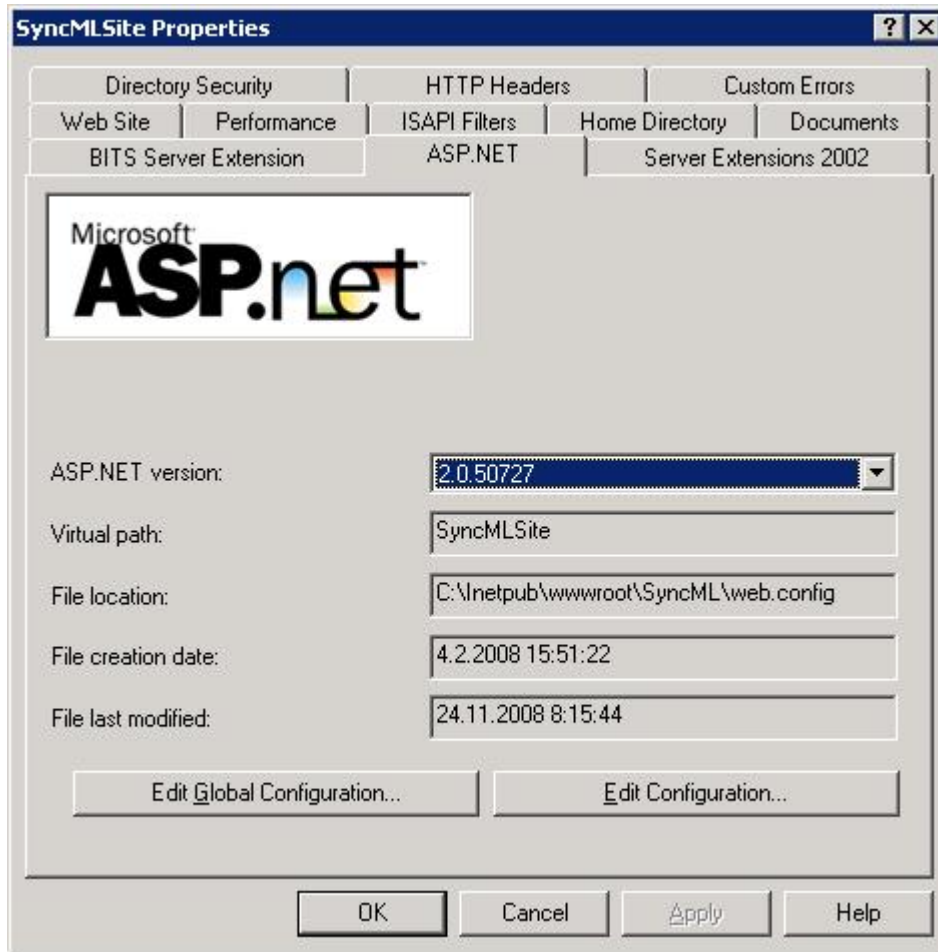 SyncMLSite Properties
Directory Security HTTP Headers Custom Errors
Web Site Performance ISAPI Filters Home Directory Documents
BITS Server Extension ASP.NET Server Extensions 2002
Microsoft
ASP.net
ASP.NET version: 2.0.50727
Virtual path: SyncMLSite
File location: C:\Inetpub\wwwroot\SyncML\web.config
File creation date: 4.2.2008 15:51:22
File last modified: 24.11.2008 8:15:44
Edit Global Configuration... Edit Configuration...
OK Cancel Apply Help